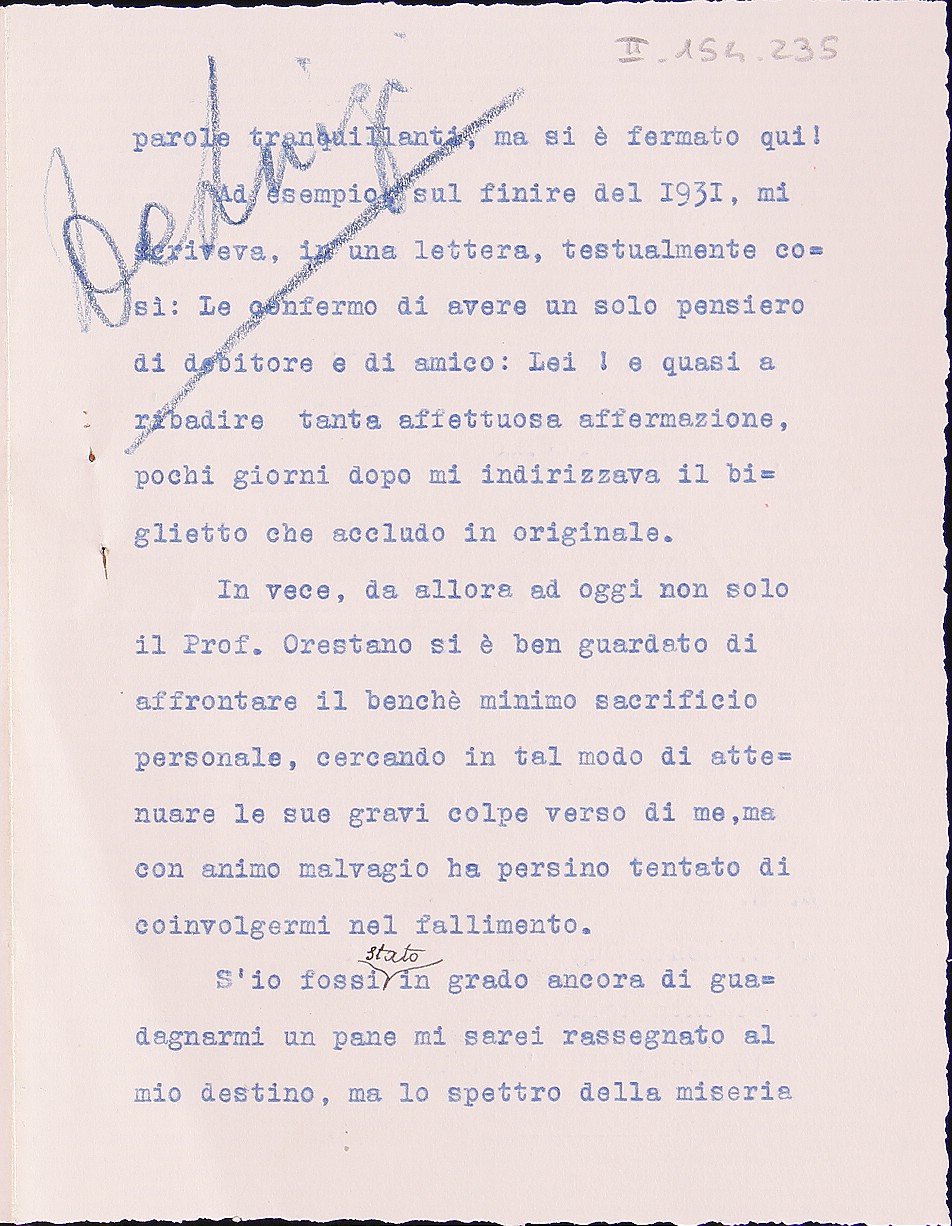 II.154.235
parole tranquillanti, ma si è fermato qui!
Ad esempio, sul finire del 1931, mi
scriveva, in una lettera, testualmente co=
sì: Le confermo di avere un solo pensiero
di debitore e di amico: Lei ! e quasi a
ribadire tanta affettuosa affermazione,
pochi giorni dopo mi indirizzava il bi=
glietto che accludo in originale.
In vece, da allora ad oggi non solo
il Prof. Orestano si è ben guardato di
affrontare il benchè minimo sacrificio
personale, cercando in tal modo di atte=
nuare le sue gravi colpe verso di me,ma
con animo malvagio ha persino tentato di
coinvolgermi nel fallimento.
stato
S'io fossi in grado ancora di gua=
dagnarmi un pane mi sarei rassegnato al
mio destino, ma lo spettro della miseria